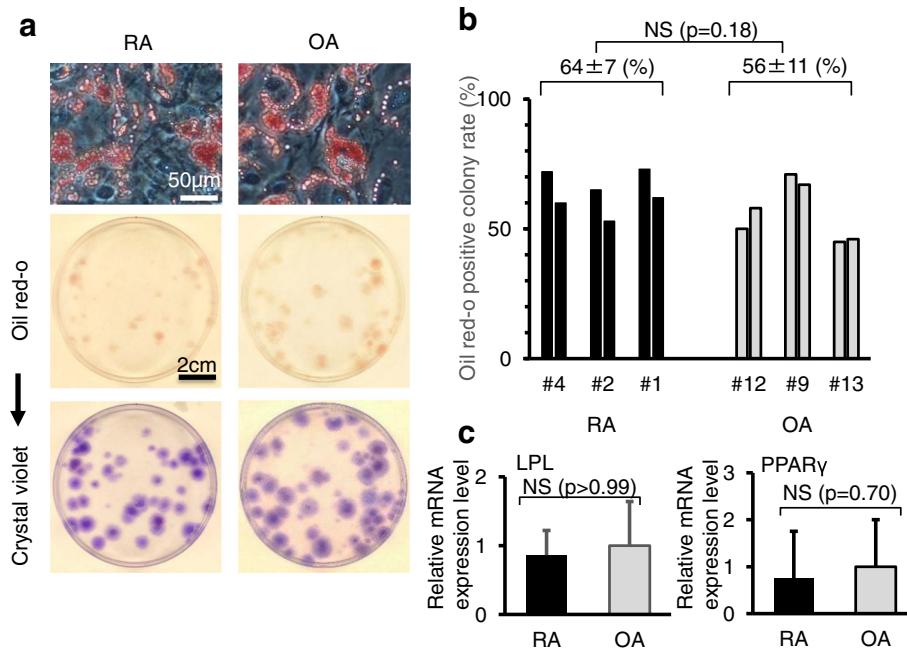 a
RA
OA
50μm
Oil red-o
2cm
Crystal violet
b
NS (p=0.18)
64±7 (%)
56±11 (%)
Oil red-o positive colony rate (%)
100
50
0
#4 #2 #1 #12 #9 #13
RA OA
c
LPL
NS (p>0.99)
Relative mRNA
expression level
2
1
0
RA OA
PPARγ
NS (p=0.70)
Relative mRNA
expression level
3
2
1
0
RA OA